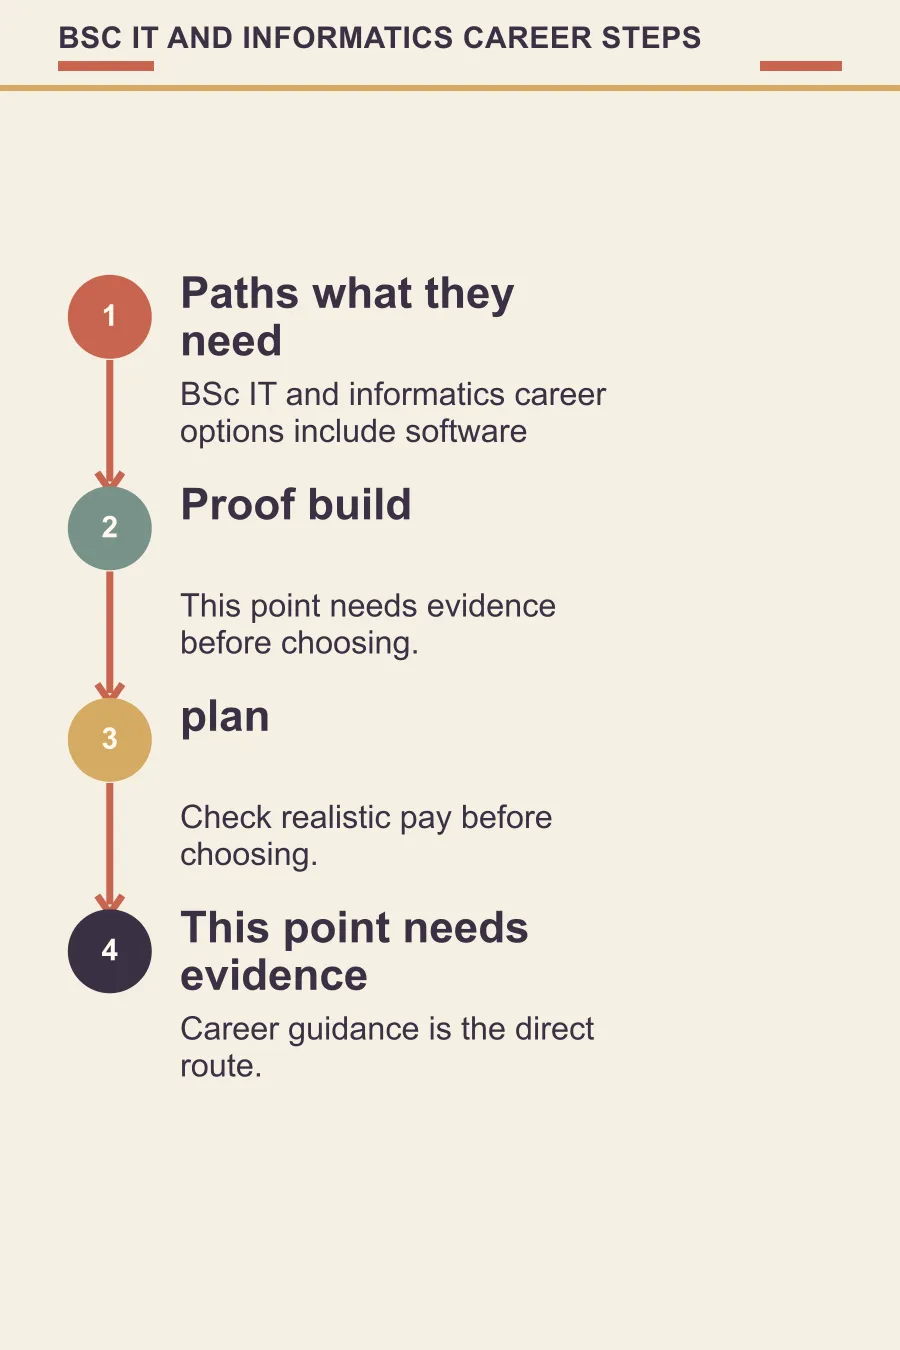 BSC IT AND INFORMATICS CAREER STEPS
1
Paths what they
need
BSc IT and informatics career
options include software
2
Proof build
This point needs evidence
before choosing.
3
plan
Check realistic pay before
choosing.
4
This point needs
evidence
Career guidance is the direct
route.